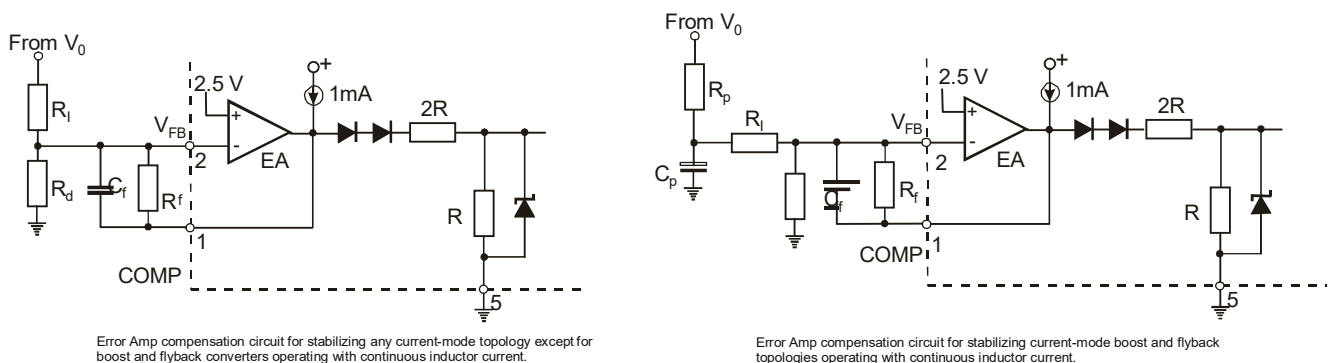 From V0
2.5 V
+
1mA
RI
VFB
+
-
2R
2
EA
Rd
Cf
Rf
R
1
COMP
5
Error Amp compensation circuit for stabilizing any current-mode topology except for
boost and flyback converters operating with continuous inductor current.
From V0
Rp
2.5 V
+
1mA
RI
VFB
+
-
2R
2
EA
Cp
Cf
Rf
R
1
COMP
5
Error Amp compensation circuit for stabilizing current-mode boost and flyback
topologies operating with continuous inductor current.